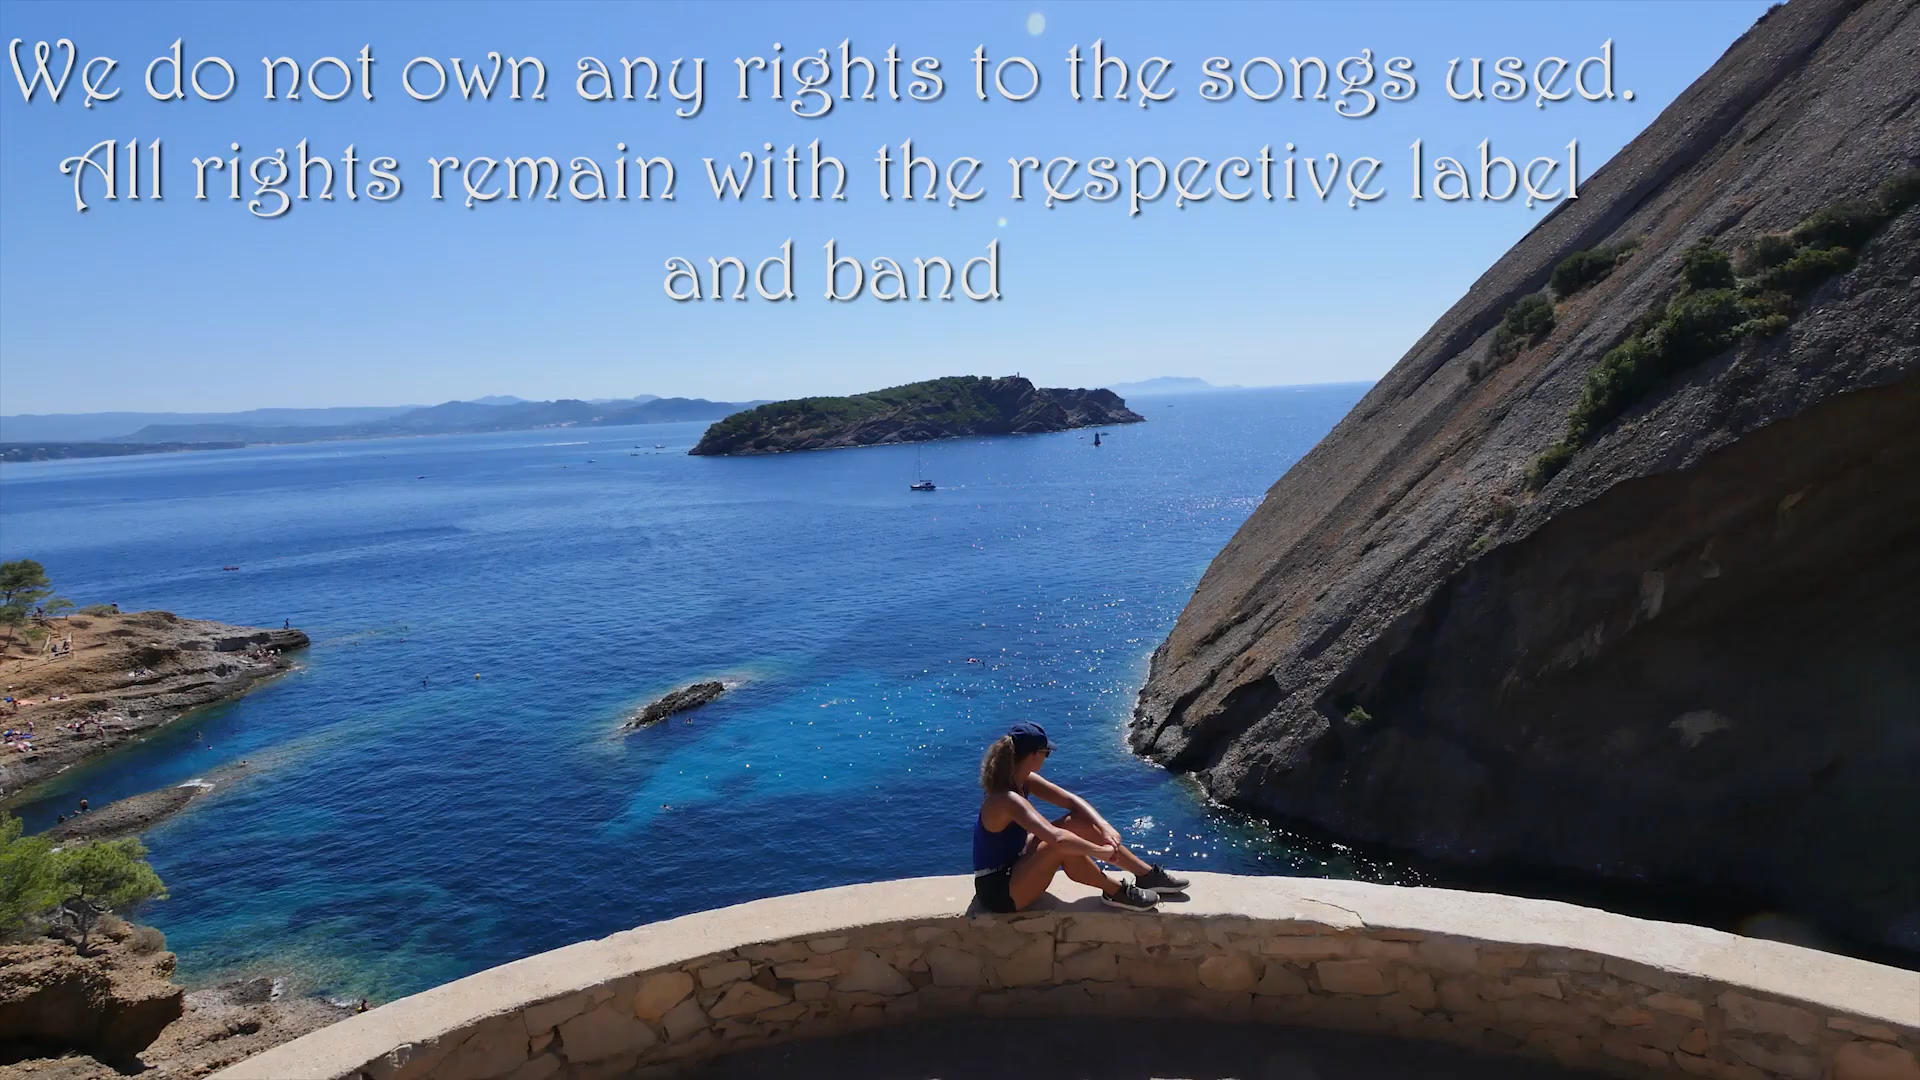 We do not own any rights to the songs used.
All rights remain with the respective label
and band